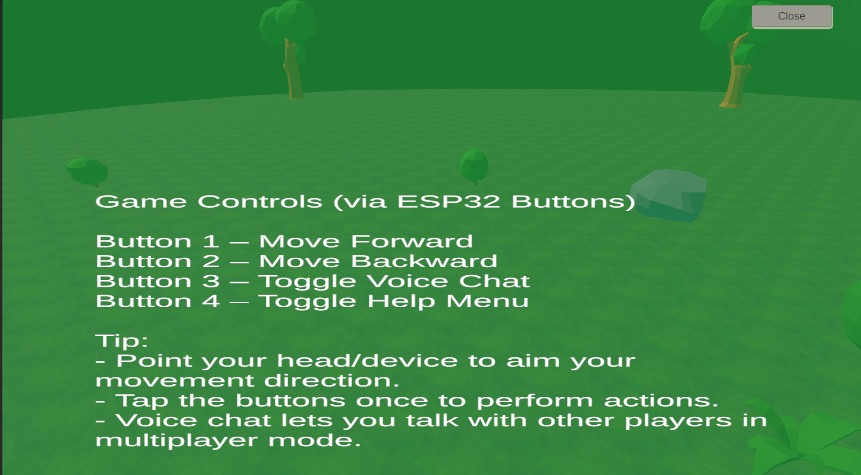 Close
Game Controls (via ESP32 Buttons)
Button 1 – Move Forward
Button 2 – Move Backward
Button 3 – Toggle Voice Chat
Button 4 – Toggle Help Menu
Tip:
- Point your head/device to aim your
movement direction.
- Tap the buttons once to perform actions.
- Voice chat lets you talk with other players in
multiplayer mode.